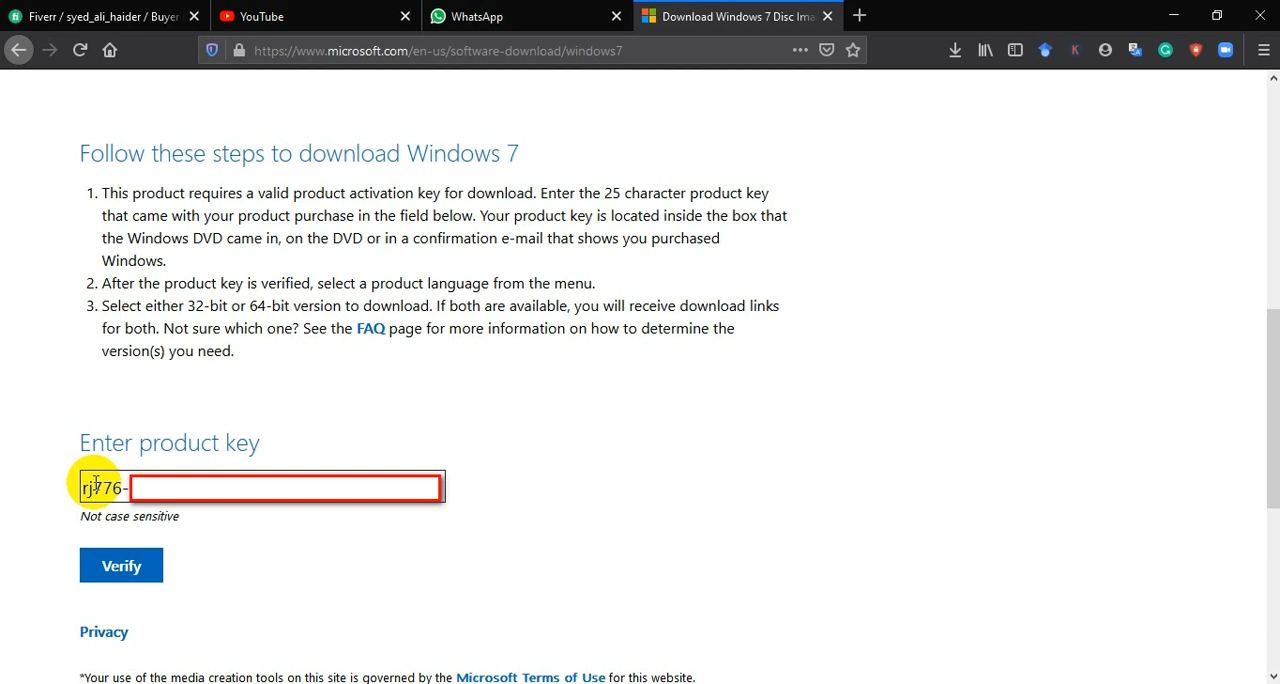 Fiverr / syed_ali_haider / Buyer
YouTube
WhatsApp
Download Windows 7 Disc Ima
https://www.microsoft.com/en-us/software-download/windows7
Follow these steps to download Windows 7
1. This product requires a valid product activation key for download. Enter the 25 character product key
that came with your product purchase in the field below. Your product key is located inside the box that
the Windows DVD came in, on the DVD or in a confirmation e-mail that shows you purchased
Windows.
2. After the product key is verified, select a product language from the menu.
3. Select either 32-bit or 64-bit version to download. If both are available, you will receive download links
for both. Not sure which one? See the FAQ page for more information on how to determine the
version(s) you need.
Enter product key
rj776-
Not case sensitive
Verify
Privacy
*Your use of the media creation tools on this site is governed by the Microsoft Terms of Use for this website.